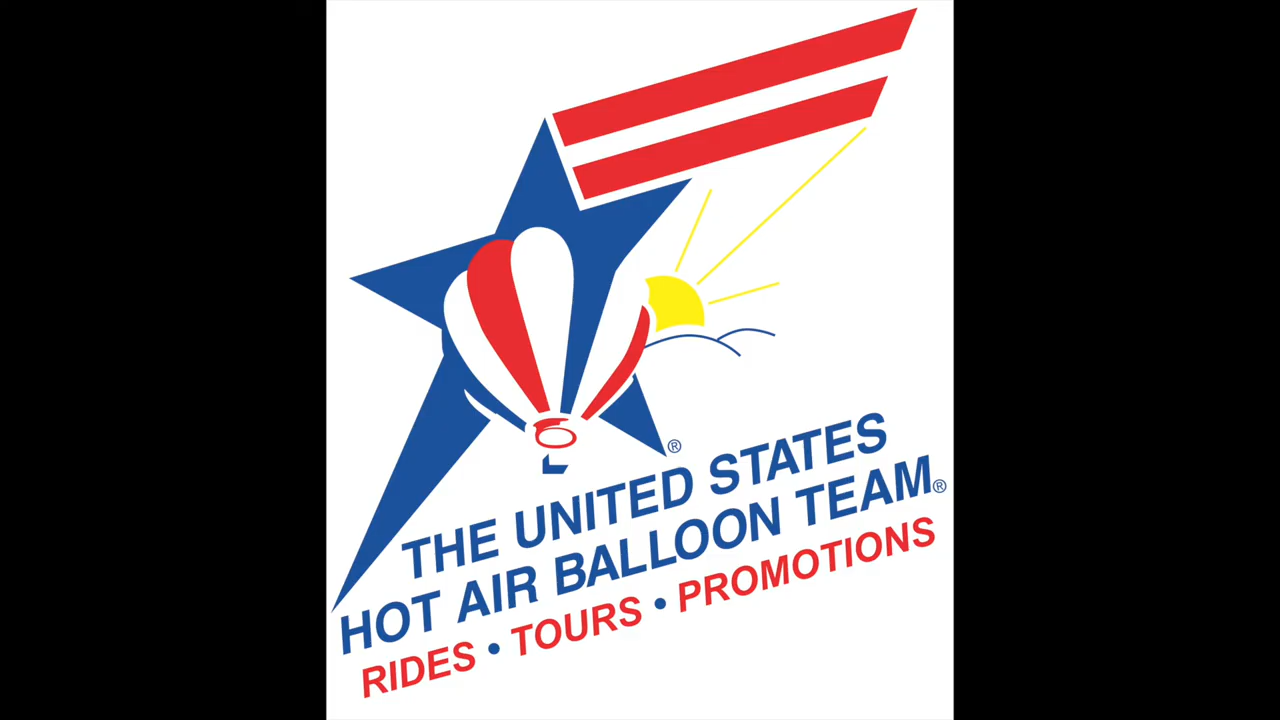 ®
THE UNITED STATES
HOT AIR BALLOON TEAM®
RIDES • TOURS • PROMOTIONS